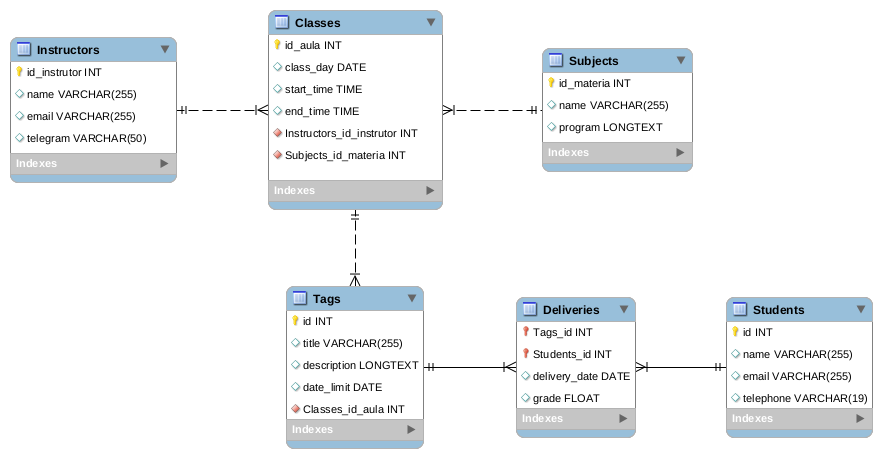 Instructors
id_instrutor INT
name VARCHAR(255)
email VARCHAR(255)
telegram VARCHAR(50)
Indexes
Classes
id_aula INT
class_day DATE
start_time TIME
end_time TIME
Instructors_id_instrutor INT
Subjects_id_materia INT
Indexes
Subjects
id_materia INT
name VARCHAR(255)
program LONGTEXT
Indexes
Tags
id INT
title VARCHAR(255)
description LONGTEXT
date_limit DATE
Classes_id_aula INT
Indexes
Deliveries
Tags_id INT
Students_id INT
delivery_date DATE
grade FLOAT
Indexes
Students
id INT
name VARCHAR(255)
email VARCHAR(255)
telephone VARCHAR(19)
Indexes